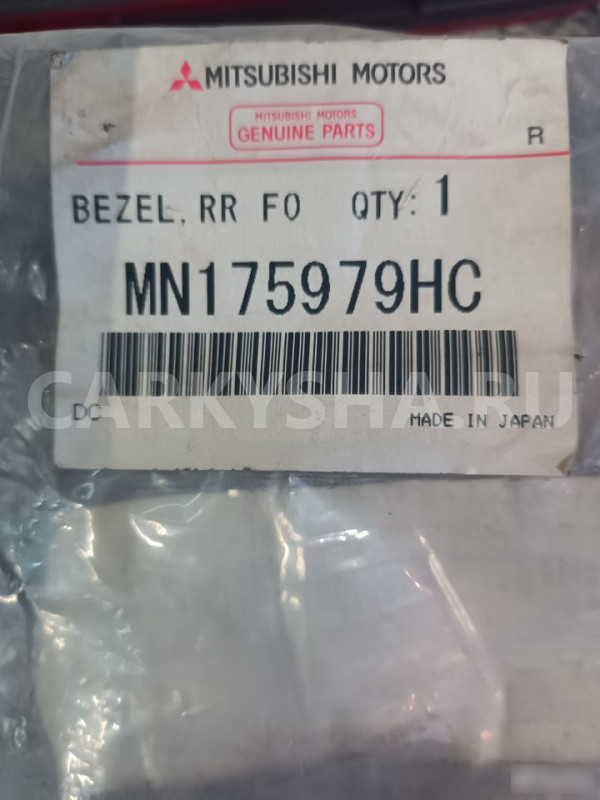 MITSUBISHI MOTORS
MITSUBISHI MOTORS
GENUINE PARTS
R
BEZEL, RR FO QTY: 1
MN175979HC
CARKYSHA.RU
DC
MADE IN JAPAN